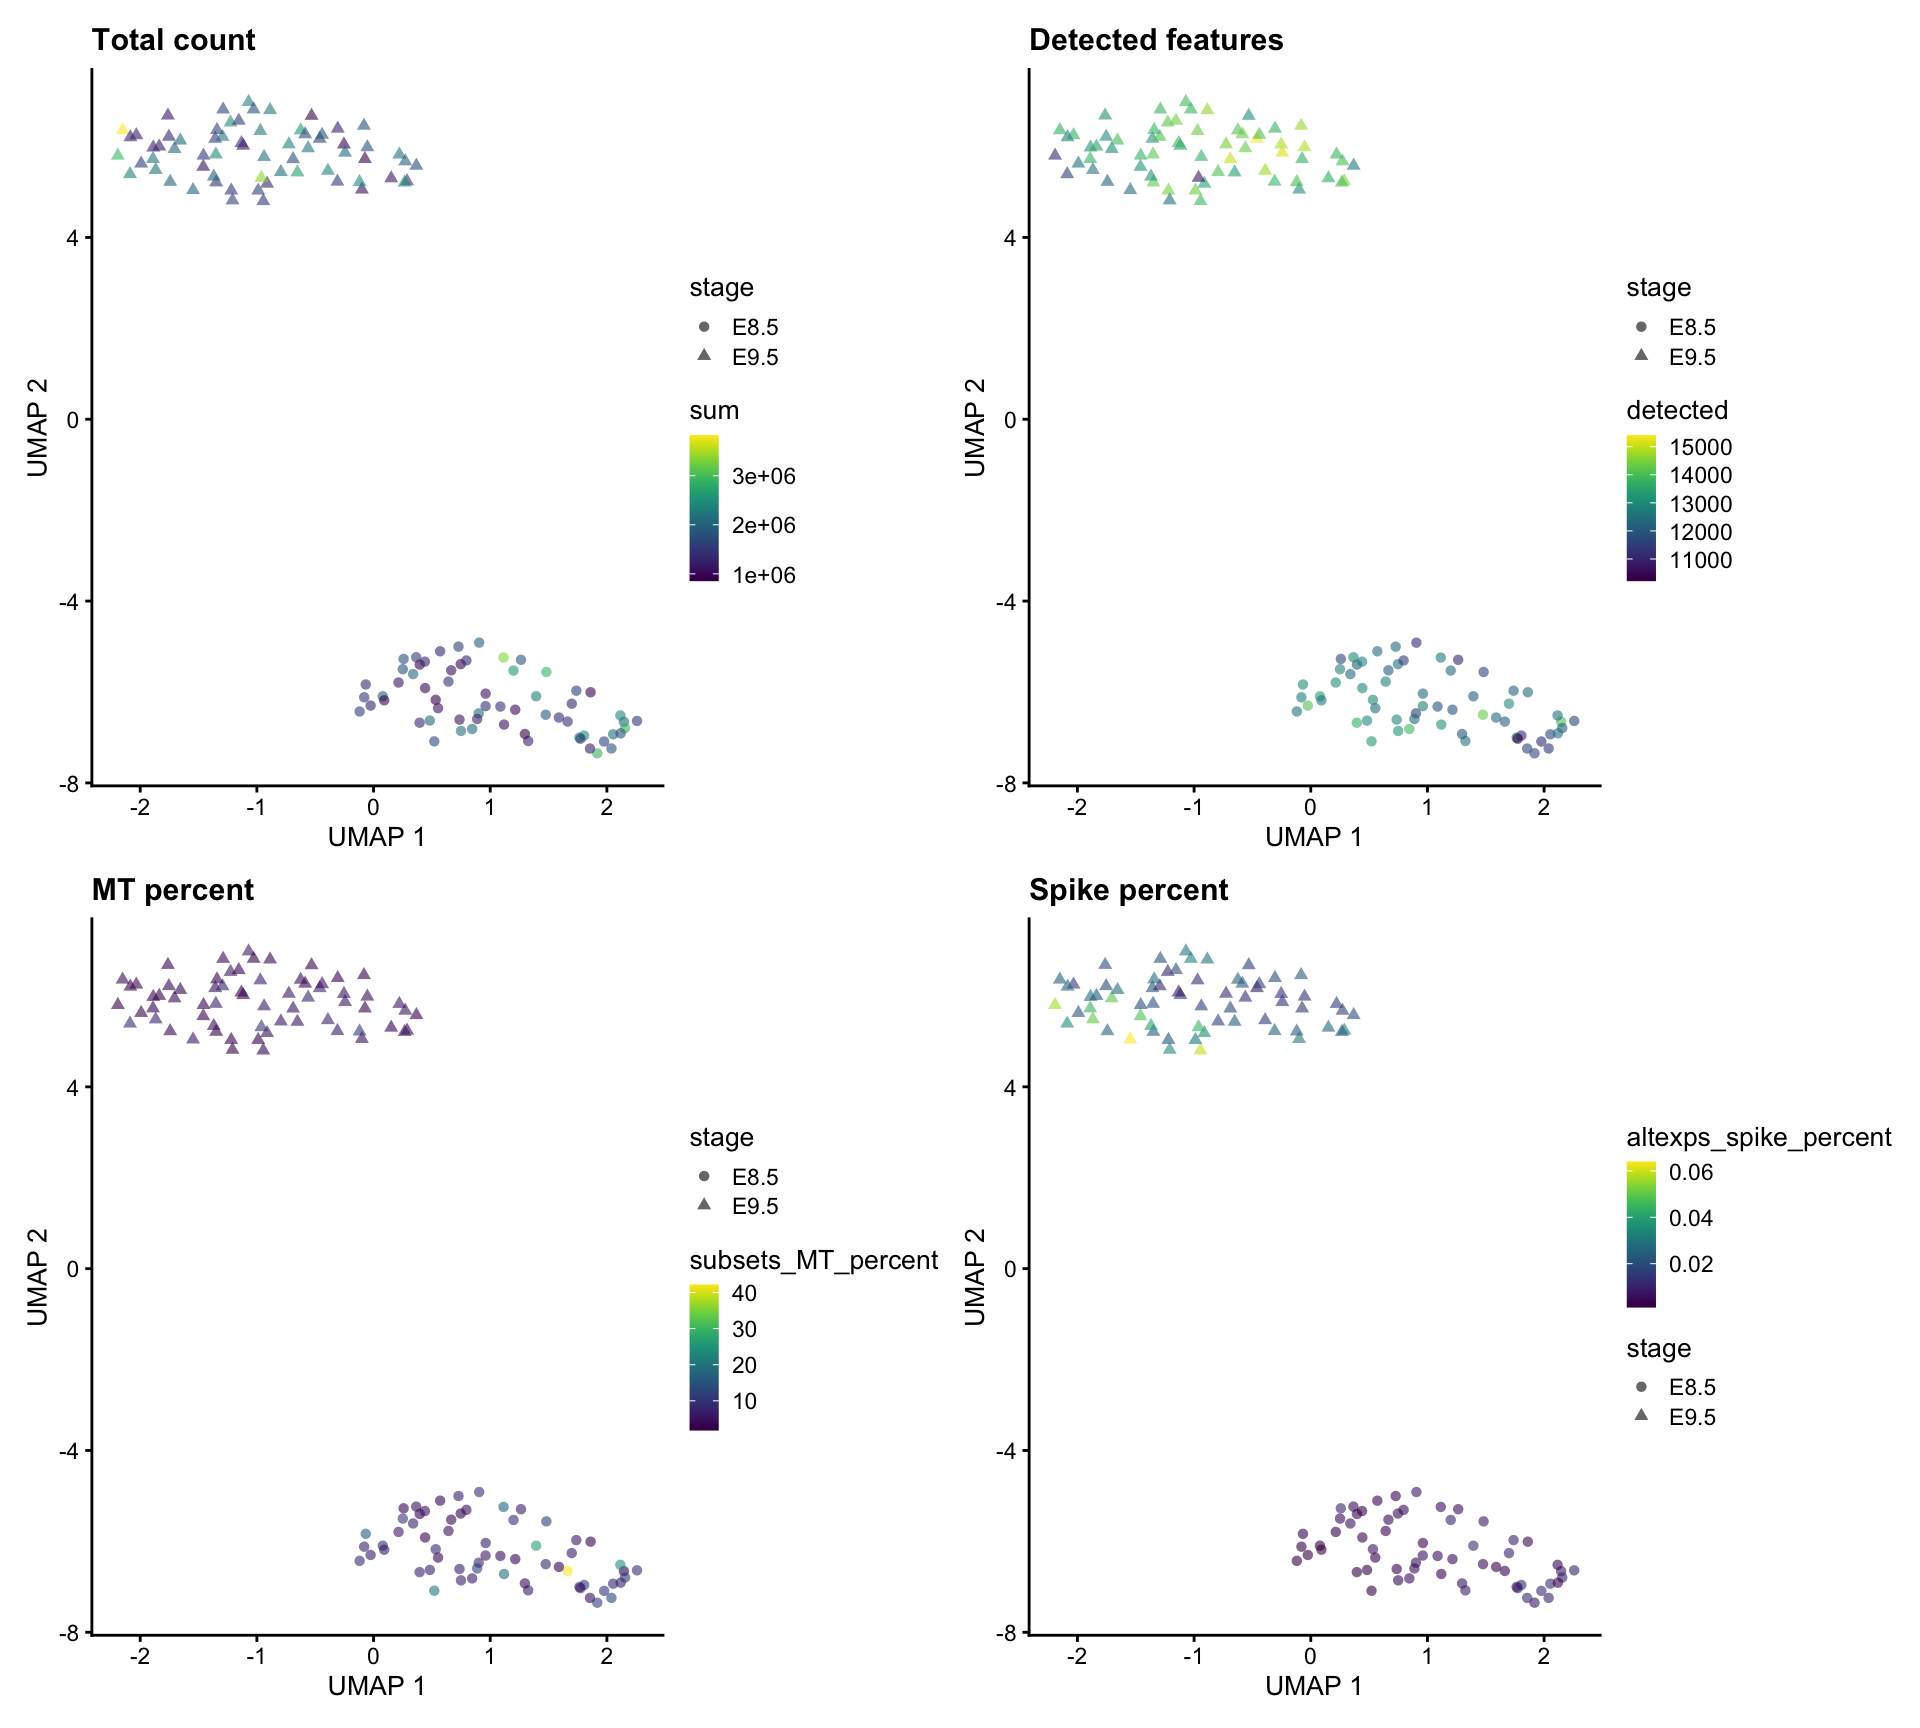 Total count
4
0
-4
-8
-2
-1
0
1
2
UMAP 1
UMAP 2
stage
E8.5
E9.5
sum
3e+06
2e+06
1e+06
Detected features
4
0
-4
-8
-2
-1
0
1
2
UMAP 1
UMAP 2
stage
E8.5
E9.5
detected
15000
14000
13000
12000
11000
MT percent
4
0
-4
-8
-2
-1
0
1
2
UMAP 1
UMAP 2
stage
E8.5
E9.5
subsets_MT_percent
40
30
20
10
Spike percent
4
0
-4
-8
-2
-1
0
1
2
UMAP 1
UMAP 2
altexps_spike_percent
0.06
0.04
0.02
stage
E8.5
E9.5